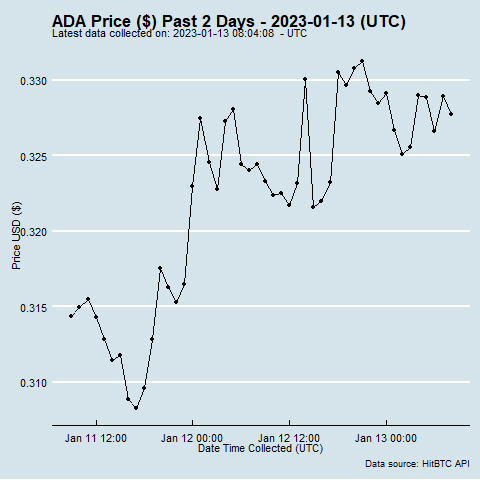 ADA Price ($) Past 2 Days - 2023-01-13 (UTC)
Latest data collected on: 2023-01-13 08:04:08 - UTC
Price USD ($)
0.330
0.325
0.320
0.315
0.310
Jan 11 12:00 Jan 12 00:00 Jan 12 12:00 Jan 13 00:00
Date Time Collected (UTC)
Data source: HitBTC API